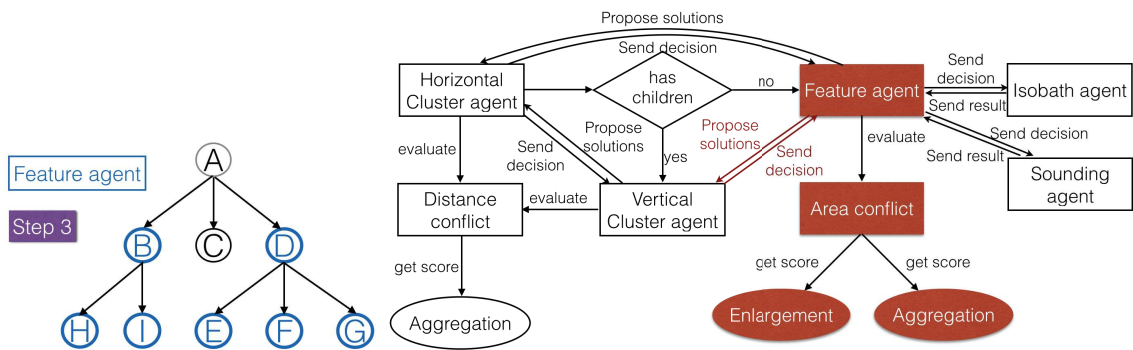 Feature agent
Step 3
A
B
C
D
H
I
E
F
G
Propose solutions
Send decision
Horizontal
Cluster agent
has
children
no
Feature agent
Send
decision
Send result
Isobath agent
evaluate
Send
decision
Propose
solutions
yes
Propose
solutions
Send
decision
evaluate
Send decision
Send result
Sounding
agent
Distance
conflict
evaluate
Vertical
Cluster agent
Area conflict
get score
get score
get score
Aggregation
Enlargement
Aggregation